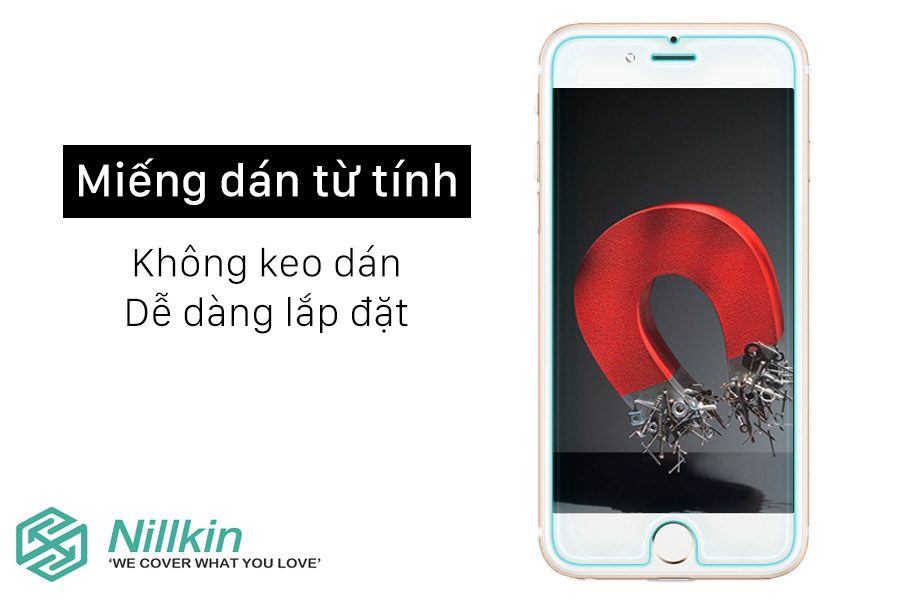 Miếng dán từ tính
Không keo dán
Dễ dàng lắp đặt
Nillkin
‘WE COVER WHAT YOU LOVE’